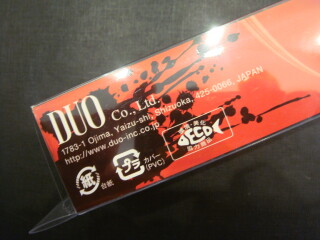 DUO Co., Ltd.
1783-1 Ojima, Yaizu-shi, Shizuoka, 425-0066, JAPAN
http://www.duo-inc.co.jp
紙
台紙
プラ
カバー
(PVC)